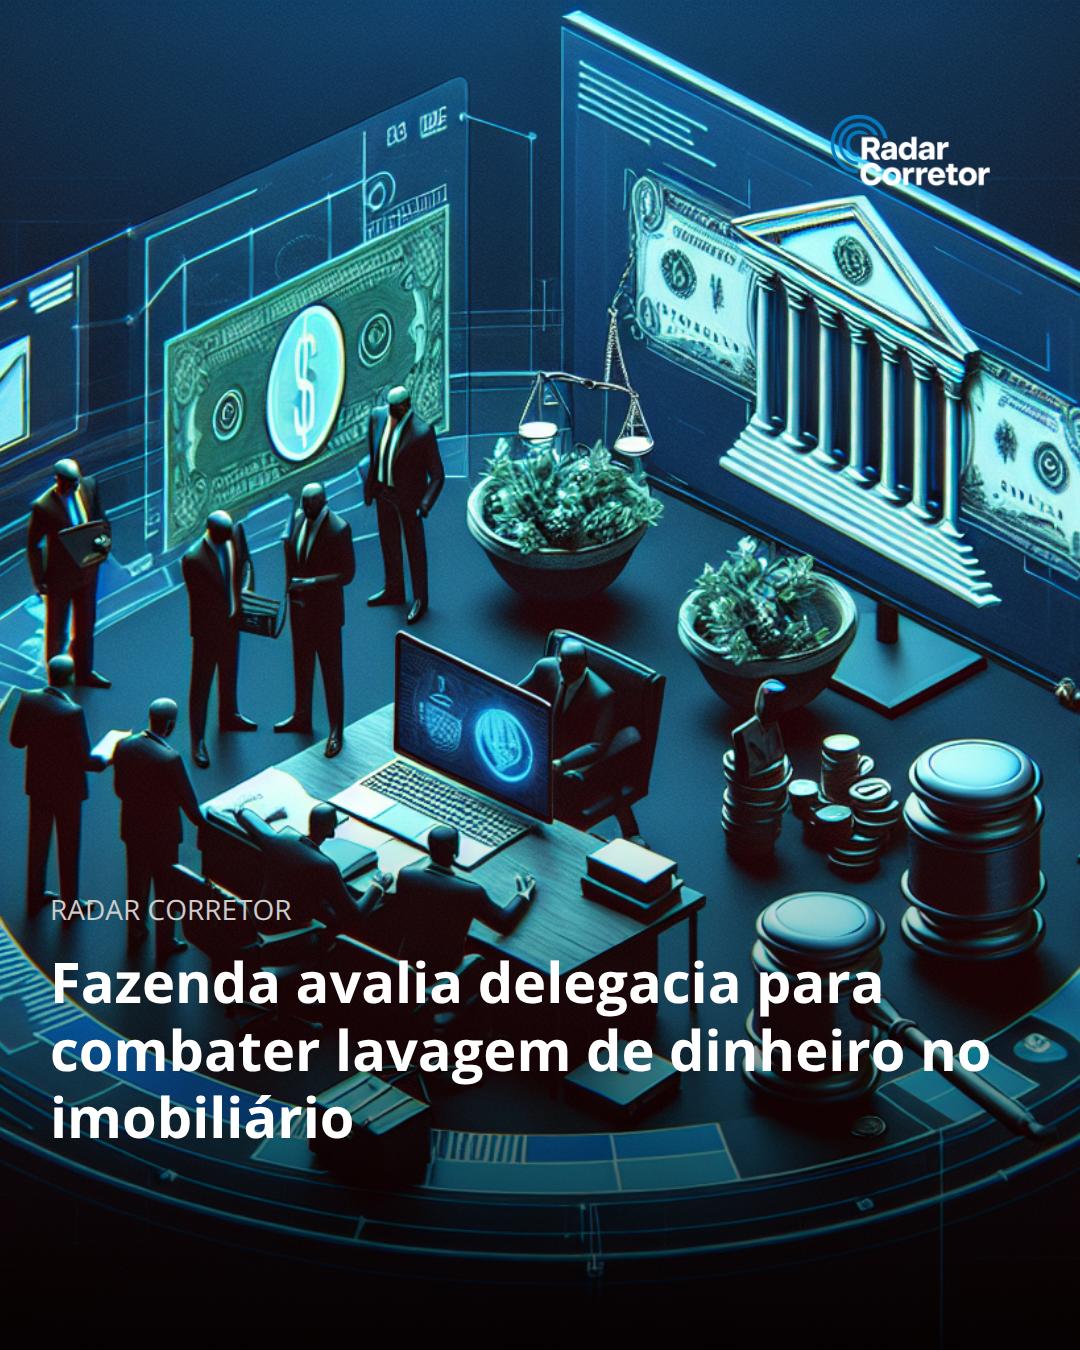 Radar
Corretor
RADAR CORRETOR
Fazenda avalia delegacia para
combater lavagem de dinheiro no
imobiliário